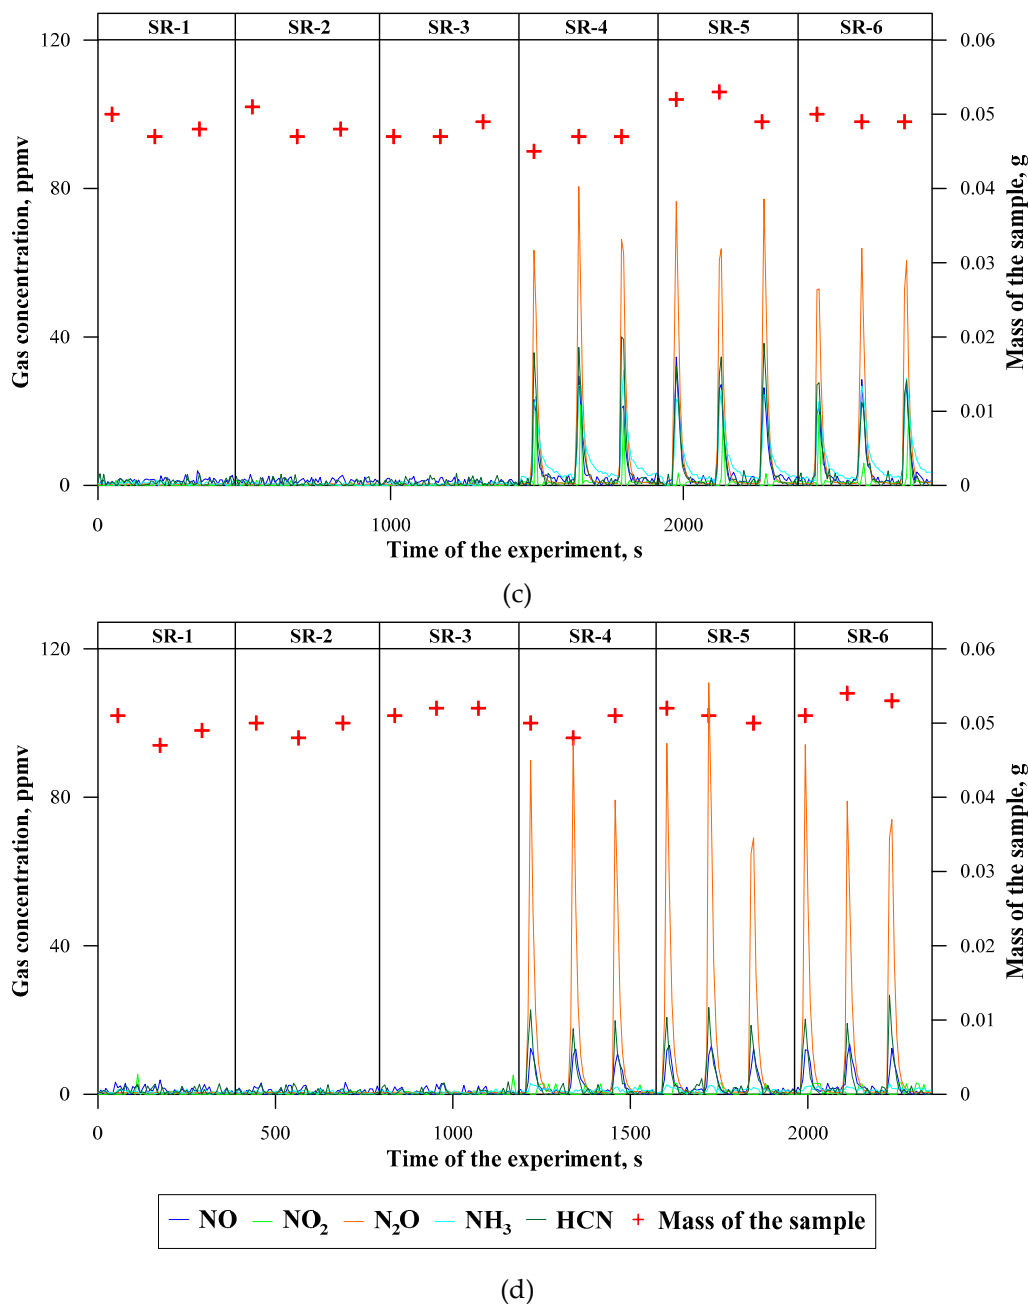 SR-1 SR-2 SR-3 SR-4 SR-5 SR-6
120 0.06
0.05
80 0.04
0.03
40 0.02
0.01
0 0
Gas concentration, ppmv
Mass of the sample, g
0 1000 2000
Time of the experiment, s
(c)
SR-1 SR-2 SR-3 SR-4 SR-5 SR-6
120 0.06
0.05
80 0.04
0.03
40 0.02
0.01
0 0
Gas concentration, ppmv
Mass of the sample, g
0 500 1000 1500 2000
Time of the experiment, s
NO NO2 N2O NH3 HCN Mass of the sample
(d)